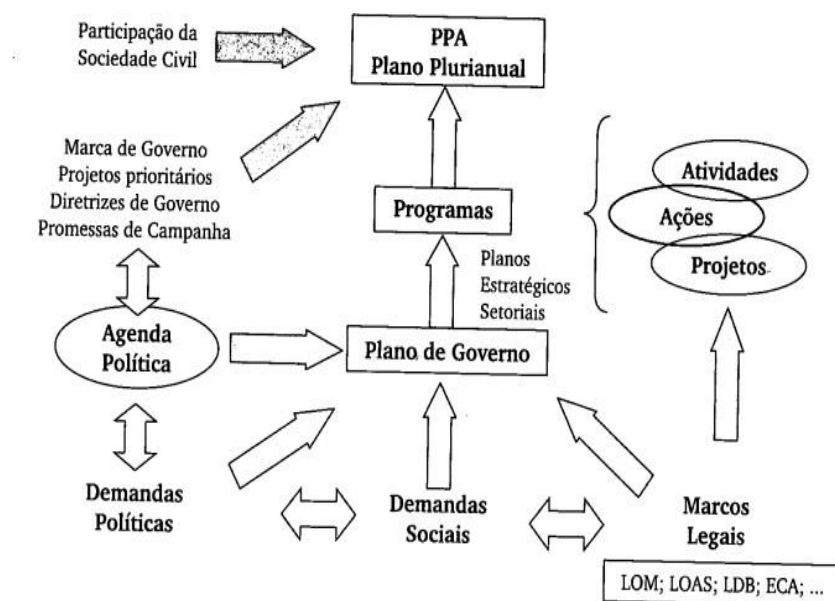 Participação da
Sociedade Civil
PPA
Plano Plurianual
Marca de Governo
Projetos prioritários
Diretrizes de Governo
Promessas de Campanha
Programas
Atividades
Ações
Projetos
Planos
Estratégicos
Setoriais
Agenda
Política
Plano de Governo
Demandas
Políticas
Demandas
Sociais
Marcos
Legais
LOM; LOAS; LDB; ECA; ...